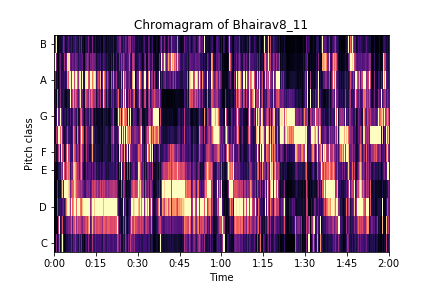 Chromagram of Bhairav8_11
B
A
G
F
E
D
C
Pitch class
0:00 0:15 0:30 0:45 1:00 1:15 1:30 1:45 2:00
Time